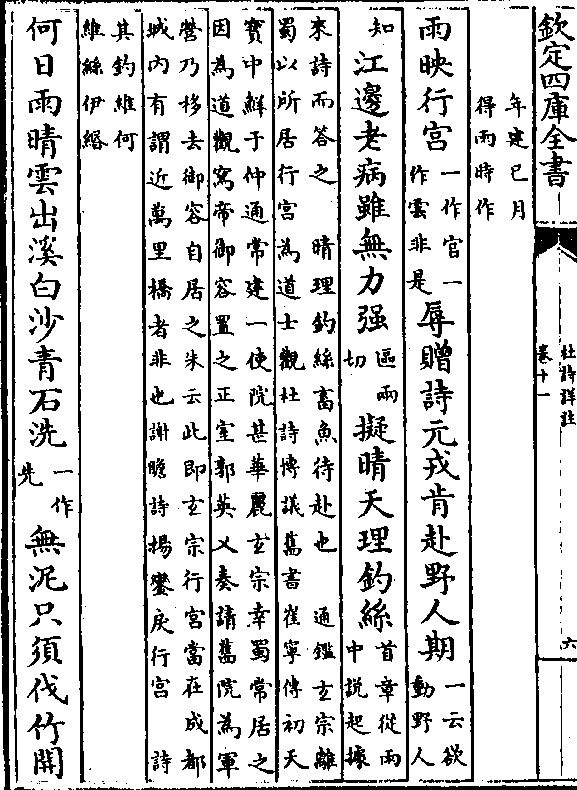 欽定四庫全書
杜詩詳註
卷十一
六
年建巳月
得雨時作
雨映行宮一作官一作雲非是辱贈詩元戎肯赴野人期一云欲動野人
知江邊老病雖無力强區兩切擬晴天理釣絲首章從雨中說起據
來詩而答之 晴理釣絲畜魚待赴也 通鑑玄宗離
蜀以所居行宮為道士觀杜詩博議舊書崔寧傳初天
寶中鮮于仲通常建一使院甚華麗玄宗幸蜀常居之
因為道觀寫帝御容置之正室郭英乂奏請舊院為軍
營乃移去御容自居之朱云此即玄宗行宮當在成都
城內有謂近萬里橋者非也謝瞻詩揚鑾戾行宮 詩
其釣維何
維絲伊緡
何日雨晴雲出溪白沙青石洗一作先無泥只須伐竹開